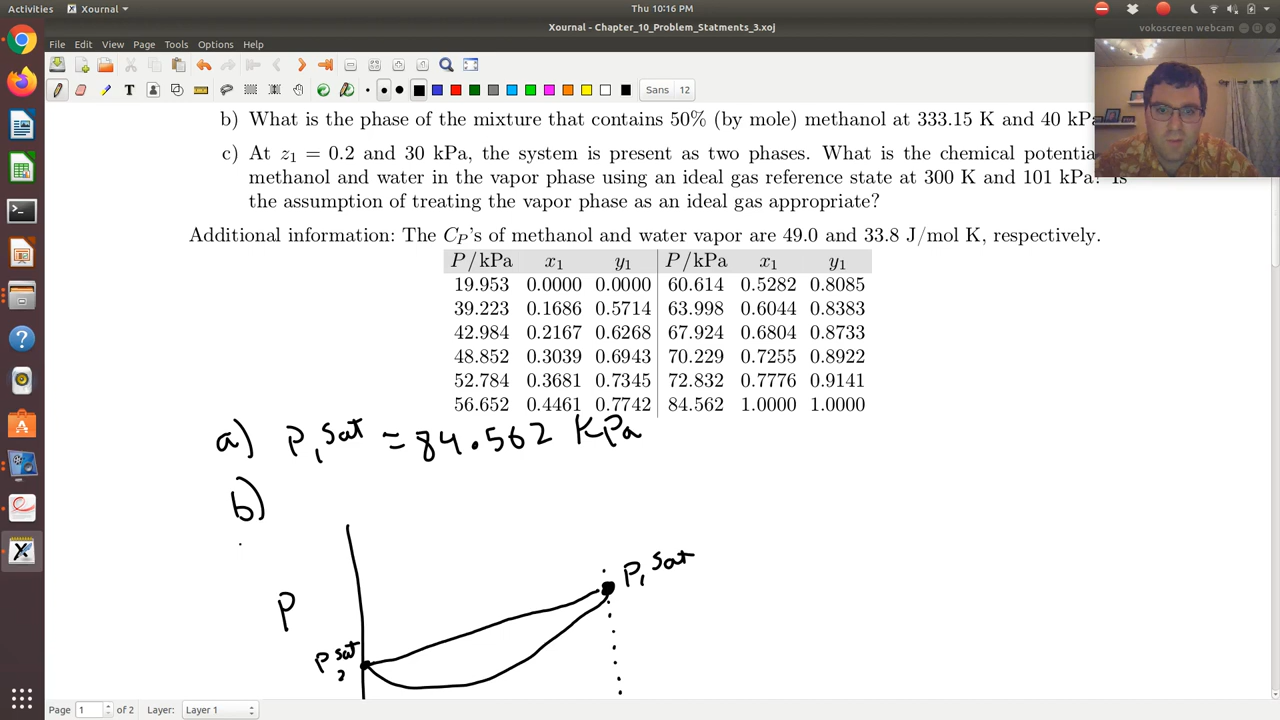 Activities
Xournal
Thu 10:16 PM
Xournal - Chapter_10_Problem_Statments_3.xoj
vokoscreen webcam
File Edit View Page Tools Options Help
Sans 12
b) What is the phase of the mixture that contains 50% (by mole) methanol at 333.15 K and 40 kPa
c) At z1 = 0.2 and 30 kPa, the system is present as two phases. What is the chemical potentia
methanol and water in the vapor phase using an ideal gas reference state at 300 K and 101 kPa? Is
the assumption of treating the vapor phase as an ideal gas appropriate?
Additional information: The CP's of methanol and water vapor are 49.0 and 33.8 J/mol K, respectively.
P/kPa x1 y1 P/kPa x1 y1
19.953 0.0000 0.0000 60.614 0.5282 0.8085
39.223 0.1686 0.5714 63.998 0.6044 0.8383
42.984 0.2167 0.6268 67.924 0.6804 0.8733
48.852 0.3039 0.6943 70.229 0.7255 0.8922
52.784 0.3681 0.7345 72.832 0.7776 0.9141
56.652 0.4461 0.7742 84.562 1.0000 1.0000
a) P1 sat = 84.562 KPa
b)
P1 sat
P
P2 sat
Page 1 of 2 Layer: Layer 1